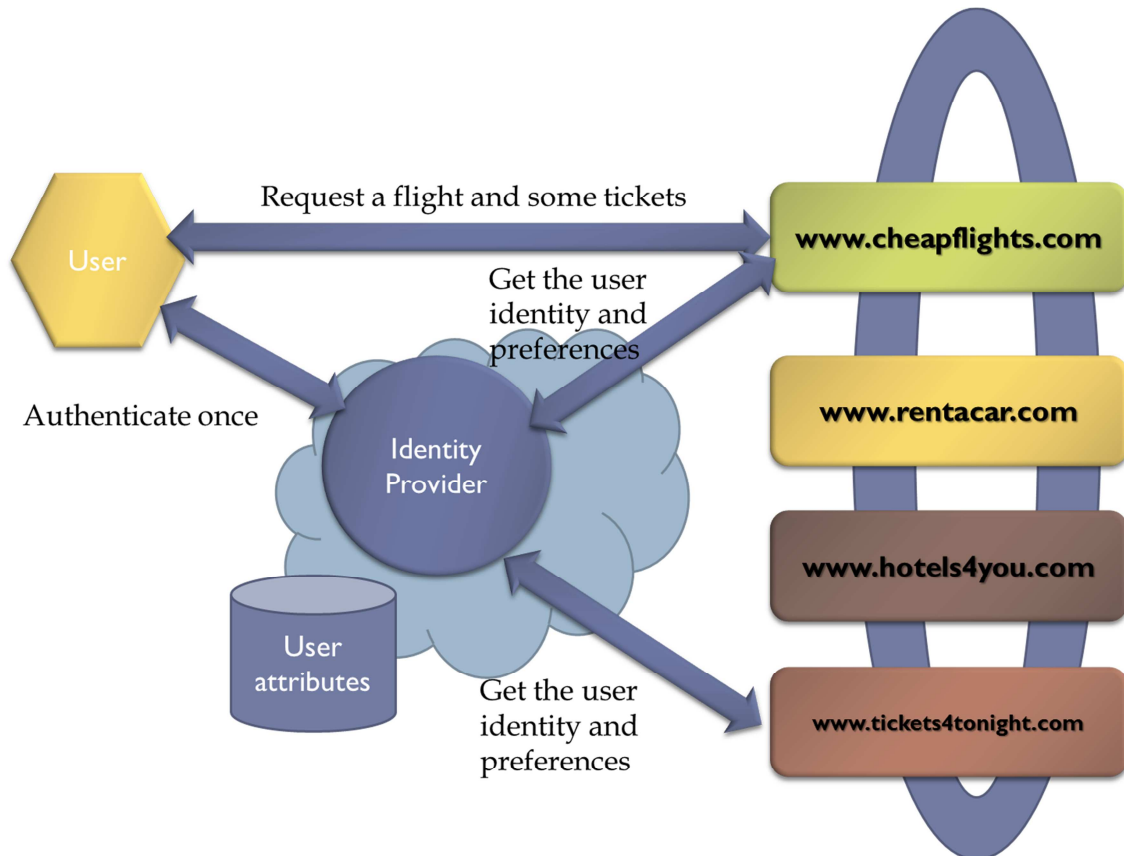 Request a flight and some tickets
User
www.cheapflights.com
Get the user
identity and
preferences
Authenticate once
www.rentacar.com
Identity
Provider
www.hotels4you.com
User
attributes
Get the user
identity and
preferences
www.tickets4tonight.com